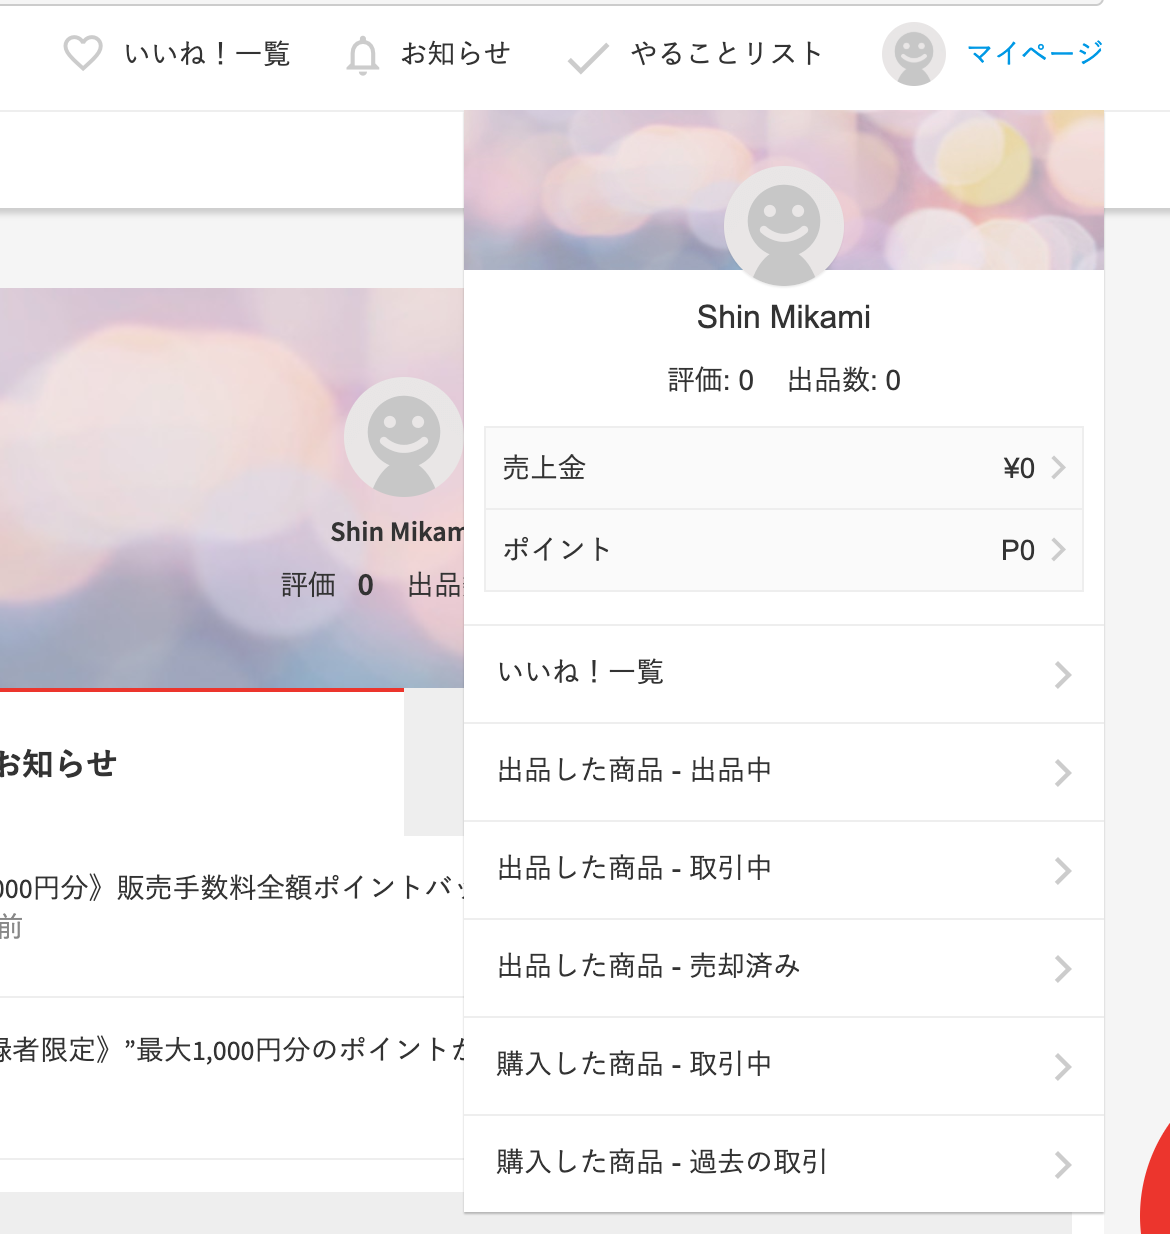 いいね！一覧 お知らせ やることリスト マイページ
Shin Mikami
評価: 0 出品数: 0
売上金 ¥0
ポイント P0
いいね！一覧
出品した商品 - 出品中
出品した商品 - 取引中
出品した商品 - 売却済み
購入した商品 - 取引中
購入した商品 - 過去の取引
Shin Mikam
評価 0 出品
お知らせ
000円分》販売手数料全額ポイントバッ
前
録者限定》”最大1,000円分のポイントが